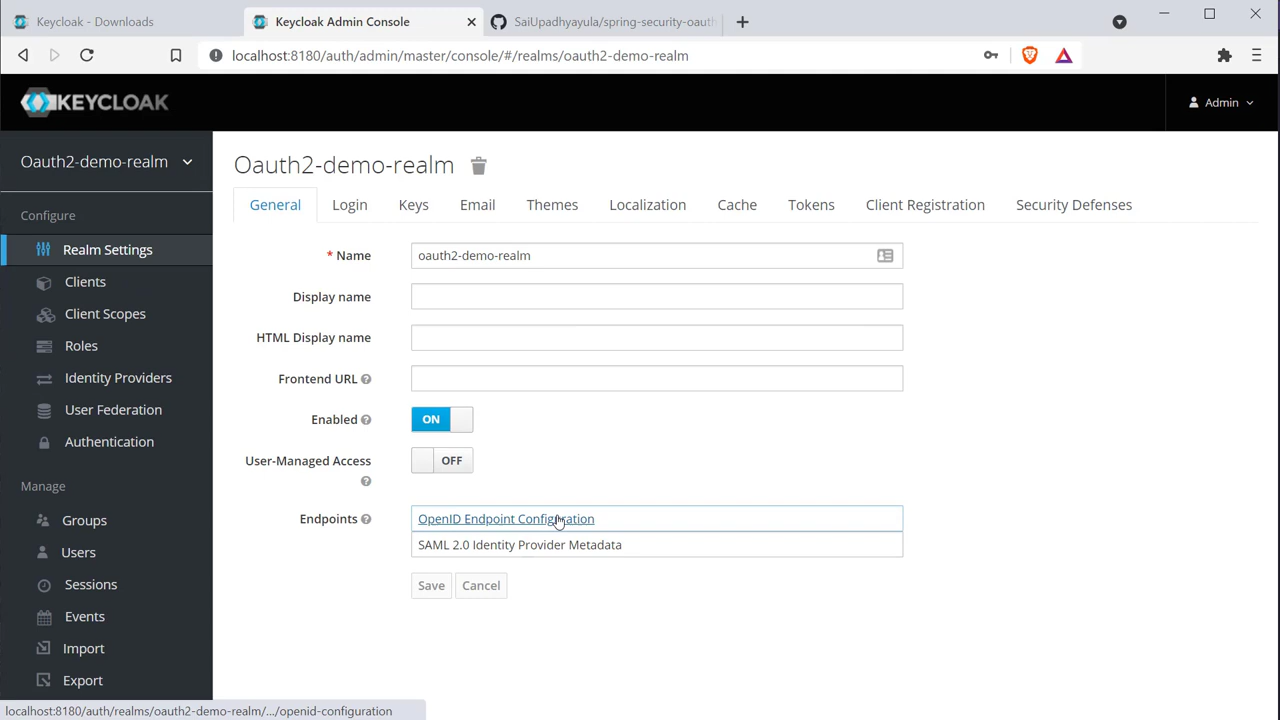 Keycloak - Downloads
Keycloak Admin Console
SaiUpadhyayula/spring-security-oauth
localhost:8180/auth/admin/master/console/#/realms/oauth2-demo-realm
KEYCLOAK
Admin
Oauth2-demo-realm
Configure
Realm Settings
Clients
Client Scopes
Roles
Identity Providers
User Federation
Authentication
Manage
Groups
Users
Sessions
Events
Import
Export
Oauth2-demo-realm
General
Login
Keys
Email
Themes
Localization
Cache
Tokens
Client Registration
Security Defenses
* Name
oauth2-demo-realm
Display name
HTML Display name
Frontend URL
Enabled
ON
User-Managed Access
OFF
Endpoints
OpenID Endpoint Configuration
SAML 2.0 Identity Provider Metadata
Save
Cancel
localhost:8180/auth/realms/oauth2-demo-realm/.../openid-configuration